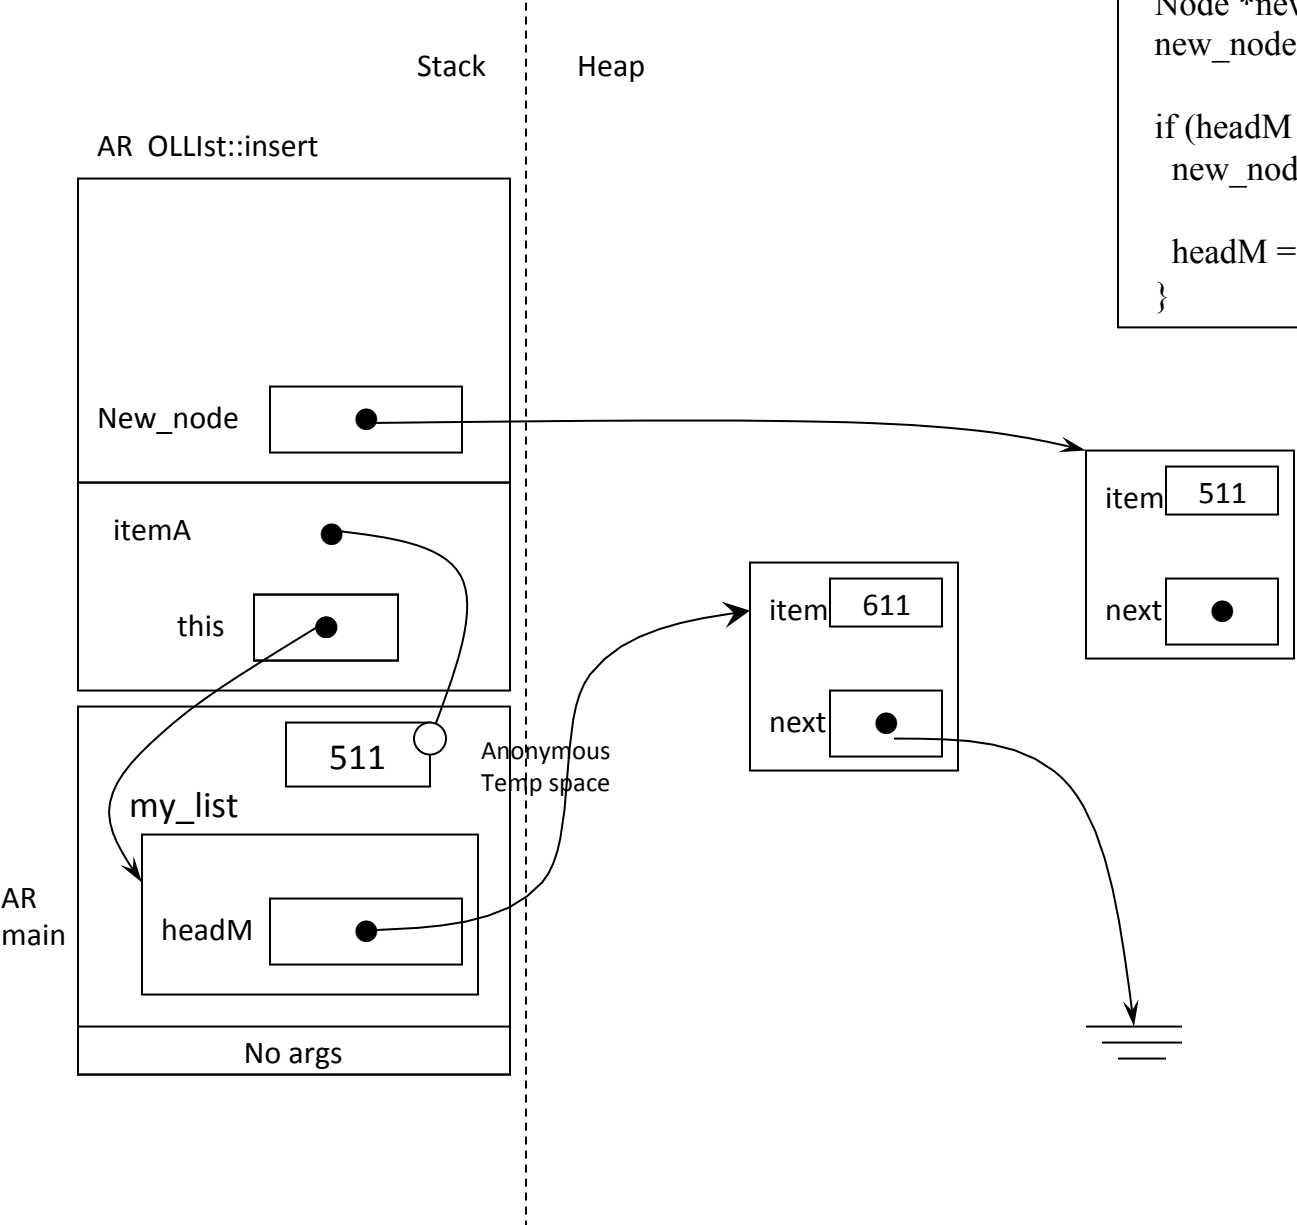 Node *new
new_node
if (headM
new_nod
headM =
}
Stack
Heap
AR OLLIst::insert
New_node
itemA
this
511
Anonymous
Temp space
my_list
headM
AR
main
No args
item 611
next
item 511
next